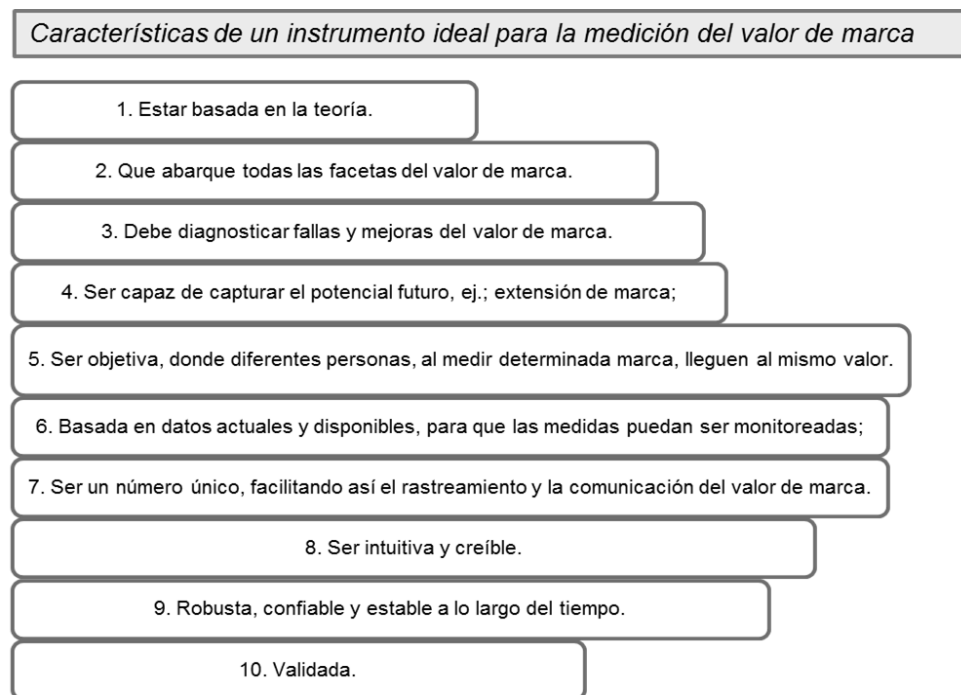 Características de un instrumento ideal para la medición del valor de marca
1. Estar basada en la teoría.
2. Que abarque todas las facetas del valor de marca.
3. Debe diagnosticar fallas y mejoras del valor de marca.
4. Ser capaz de capturar el potencial futuro, ej.; extensión de marca;
5. Ser objetiva, donde diferentes personas, al medir determinada marca, lleguen al mismo valor.
6. Basada en datos actuales y disponibles, para que las medidas puedan ser monitoreadas;
7. Ser un número único, facilitando así el rastreamiento y la comunicación del valor de marca.
8. Ser intuitiva y creíble.
9. Robusta, confiable y estable a lo largo del tiempo.
10. Validada.